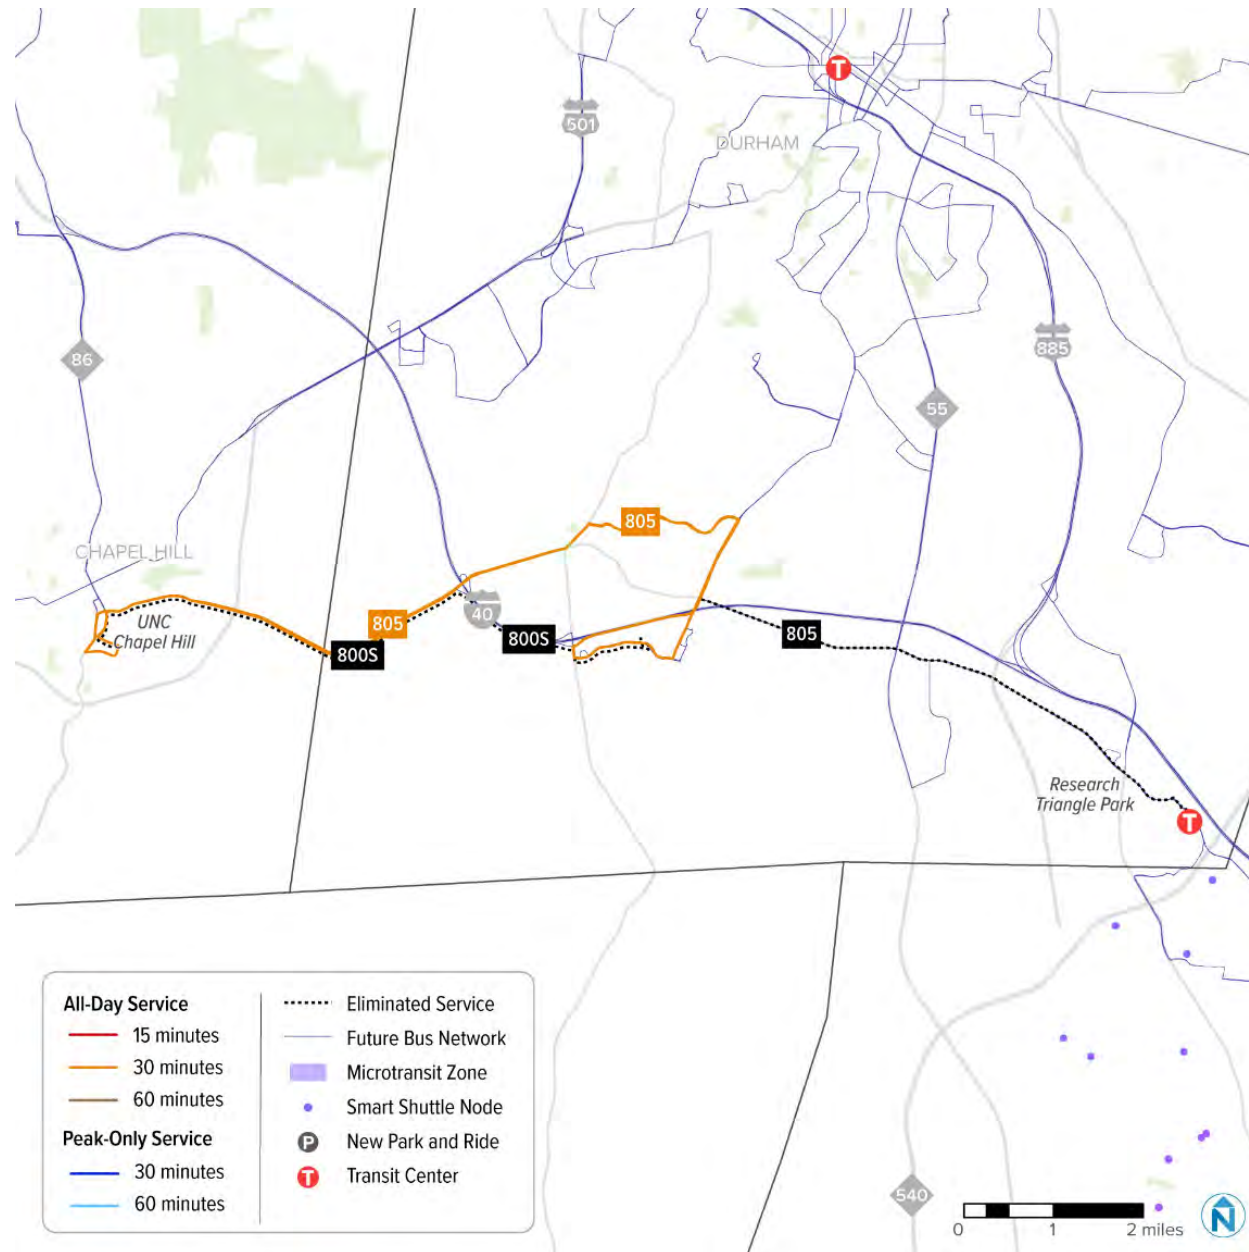 T
501
DURHAM
86
885
55
805
CHAPEL HILL
UNC
Chapel Hill
805
40
800S
800S
805
Research
Triangle Park
T
All-Day Service
15 minutes
30 minutes
60 minutes
Peak-Only Service
30 minutes
60 minutes
Eliminated Service
Future Bus Network
Microtransit Zone
Smart Shuttle Node
P New Park and Ride
T Transit Center
540
0 1 2 miles
N